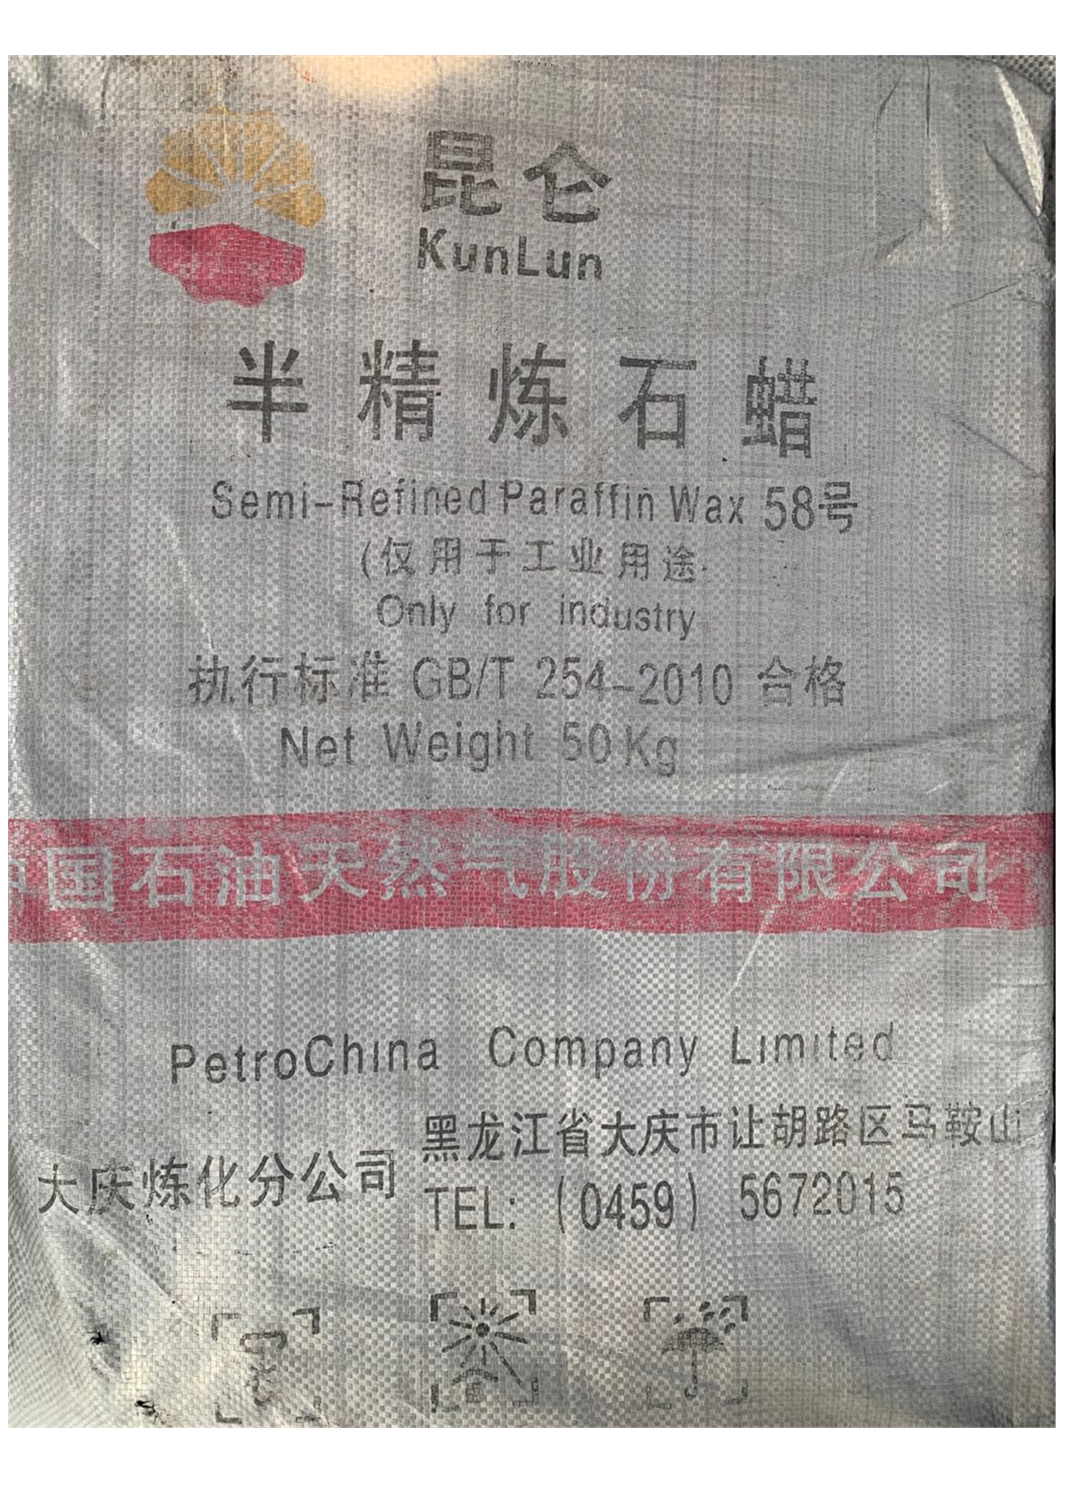 昆仑
KunLun
半精炼石蜡
Semi-Refined Paraffin Wax 58号
(仅用于工业用途
Only for industry
执行标准 GB/T 254-2010 合格
Net Weight 50Kg
中国石油天然气股份有限公司
PetroChina Company Limited
大庆炼化分公司
黑龙江省大庆市让胡路区马鞍山
TEL: (0459) 5672015